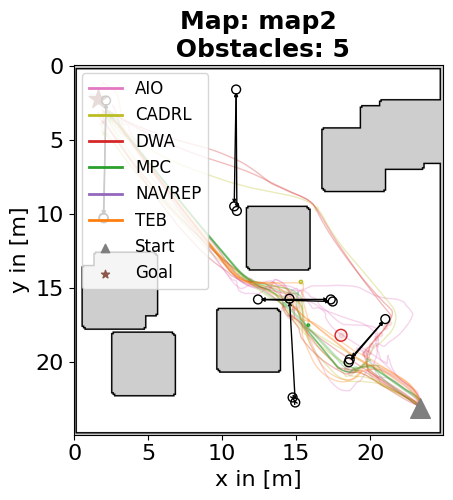 Map: map2
Obstacles: 5
AIO
CADRL
DWA
MPC
NAVREP
TEB
Start
Goal
0
5
10
15
20
y in [m]
0 5 10 15 20
x in [m]